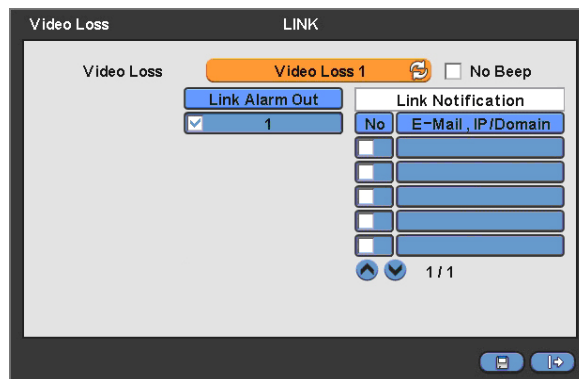 Video Loss LINK
Video Loss Video Loss 1 No Beep
Link Alarm Out Link Notification
1 No E-Mail , IP/Domain
1 / 1